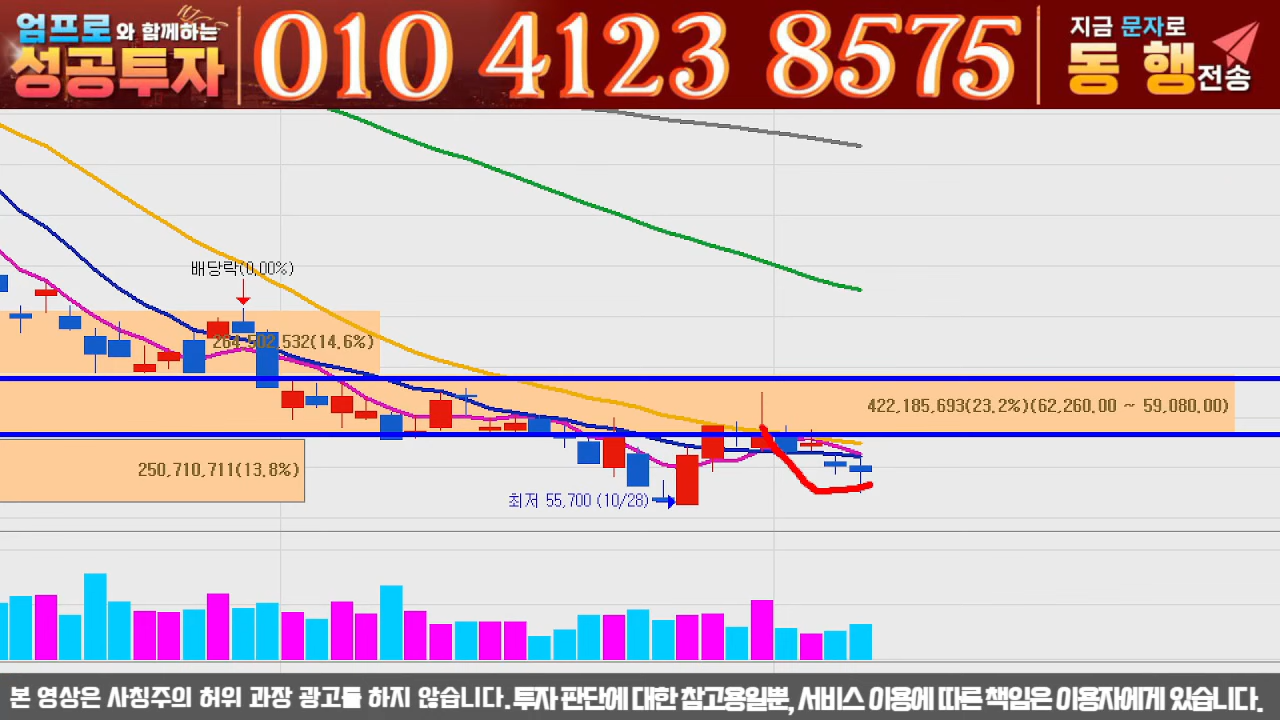 엄프로와 함께하는
성공투자
010 4123 8575
지금 문자로
동 행전송
배당락(0,00%)
264,502,532(14,6%)
422,185,693(23,2%)(62,260,00 ~ 59,080,00)
250,710,711(13,8%)
최저 55,700 (10/28)
본 영상은 사칭주의 허위 과장 광고를 하지 않습니다. 투자 판단에 대한 참고용일뿐, 서비스 이용에 따른 책임은 이용자에게 있습니다.